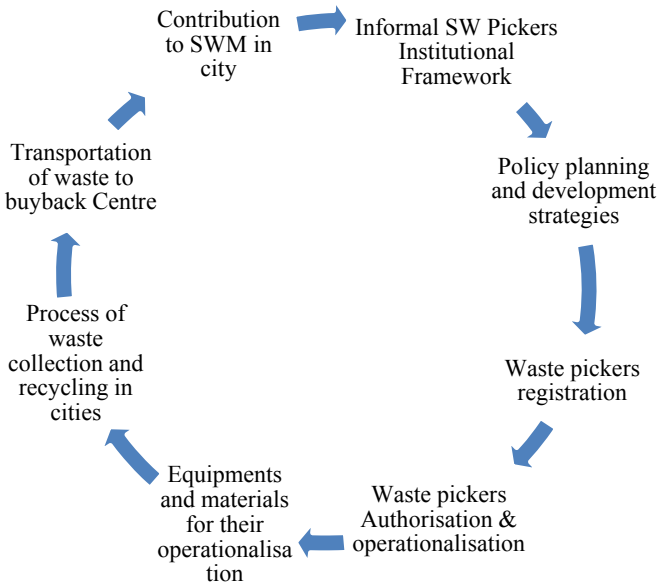 Contribution
to SWM in
city
Informal SW Pickers
Institutional
Framework
Policy planning
and development
strategies
Waste pickers
registration
Waste pickers
Authorisation &
operationalisation
Equipments
and materials
for their
operationalisa
tion
Process of
waste
collection and
recycling in
cities
Transportation
of waste to
buyback Centre